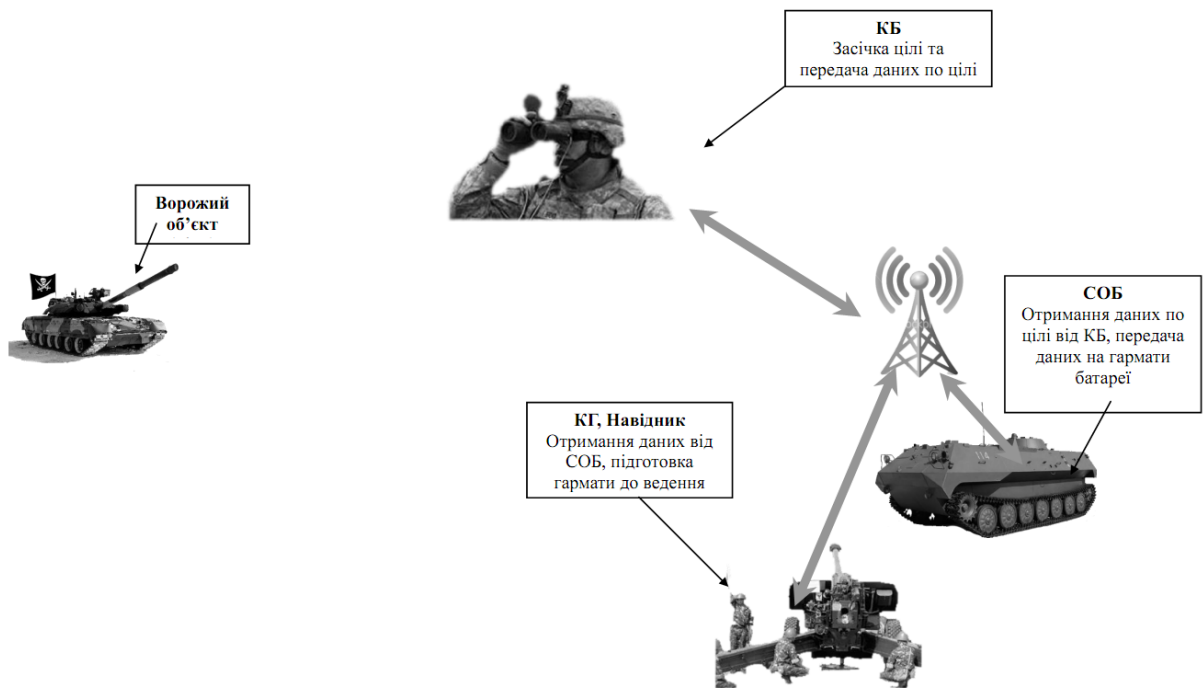 КБ
Засічка цілі та
передача даних по цілі
Ворожий
об’єкт
СОБ
Отримання даних по
цілі від КБ, передача
даних на гармати
батареї
КГ, Навідник
Отримання даних від
СОБ, підготовка
гармати до ведення
114